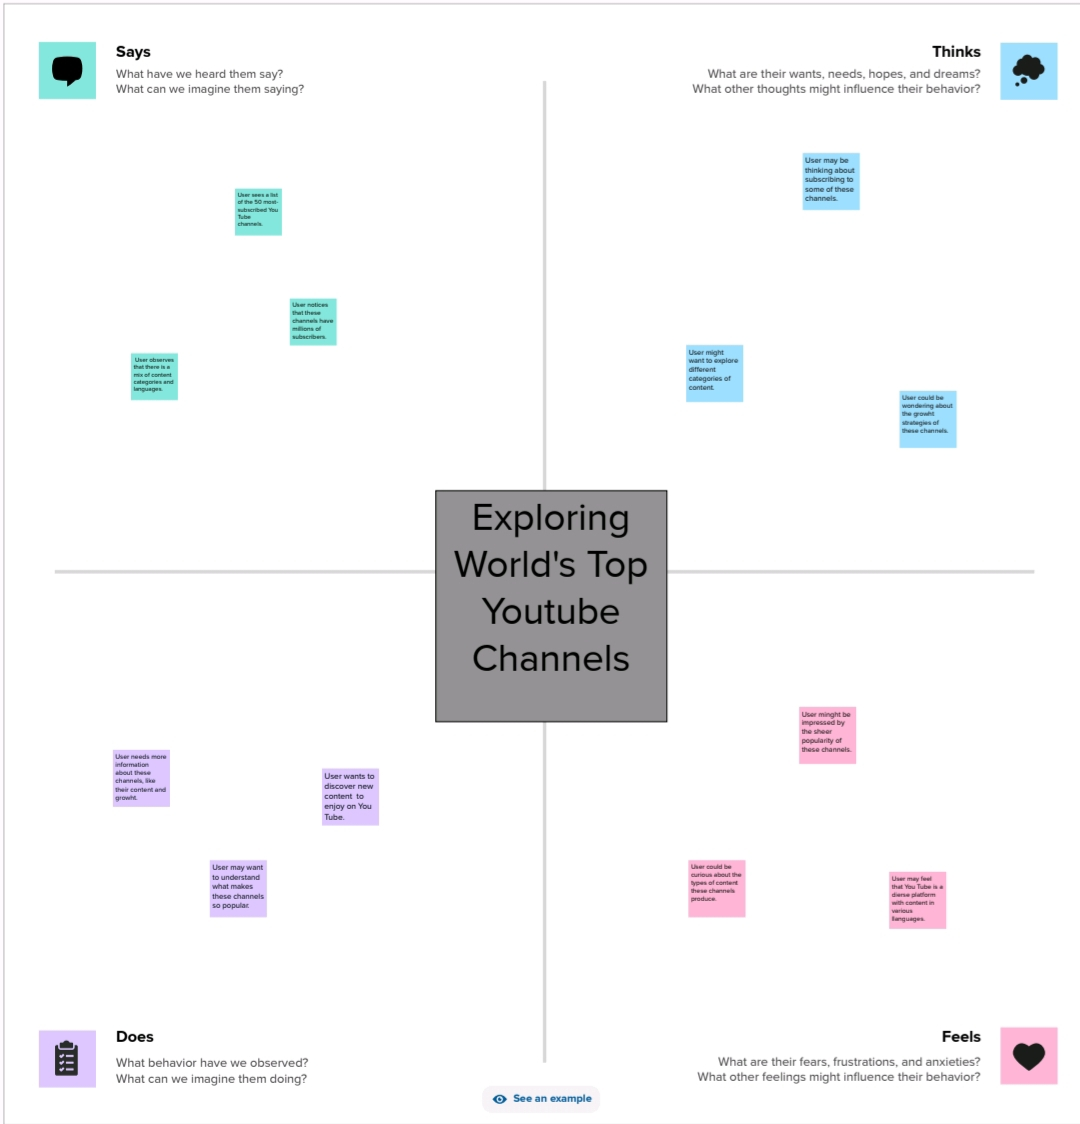 Says
What have we heard them say?
What can we imagine them saying?
Thinks
What are their wants, needs, hopes, and dreams?
What other thoughts might influence their behavior?
User sees a list
of the 50 most-
subscribed You
Tube
channels.
User notices
that these
channels have
millions of
subscribers.
User observes
that there is a
mix of content
categories and
languages.
User may be
thinking about
subscribing to
some of these
channels.
User might
want to explore
different
categories of
content.
User could be
wondering about
the growht
strategies of
these channels.
Exploring
World's Top
Youtube
Channels
User needs more
information
about these
channels, like
their content and
growht.
User wants to
discover new
content to
enjoy on You
Tube.
User may want
to understand
what makes
these channels
so popular.
User minght be
impressed by
the sheer
popularity of
these channels.
User could be
curious about the
types of content
these channels
produce.
User may feel
that You Tube is a
dierse platform
with content in
verious
llanguages.
Does
What behavior have we observed?
What can we imagine them doing?
Feels
What are their fears, frustrations, and anxieties?
What other feelings might influence their behavior?
See an example